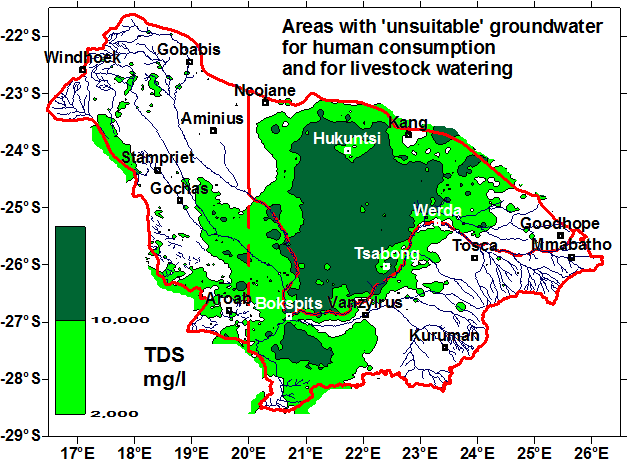 Areas with 'unsuitable' groundwater
for human consumption
and for livestock watering
-22°S
-23°S
-24°S
-25°S
-26°S
-27°S
-28°S
-29°S
Windhoek
Gobabis
Ncojane
Aminius
Kang
Hukuntsi
Stampriet
Gochas
Werda
Goodhope
Tosca
Mmabatho
Tsabong
Aroab
Bokspits
Vanzylrus
Kuruman
10,000
TDS
mg/l
2,000
17°E
18°E
19°E
20°E
21°E
22°E
23°E
24°E
25°E
26°E